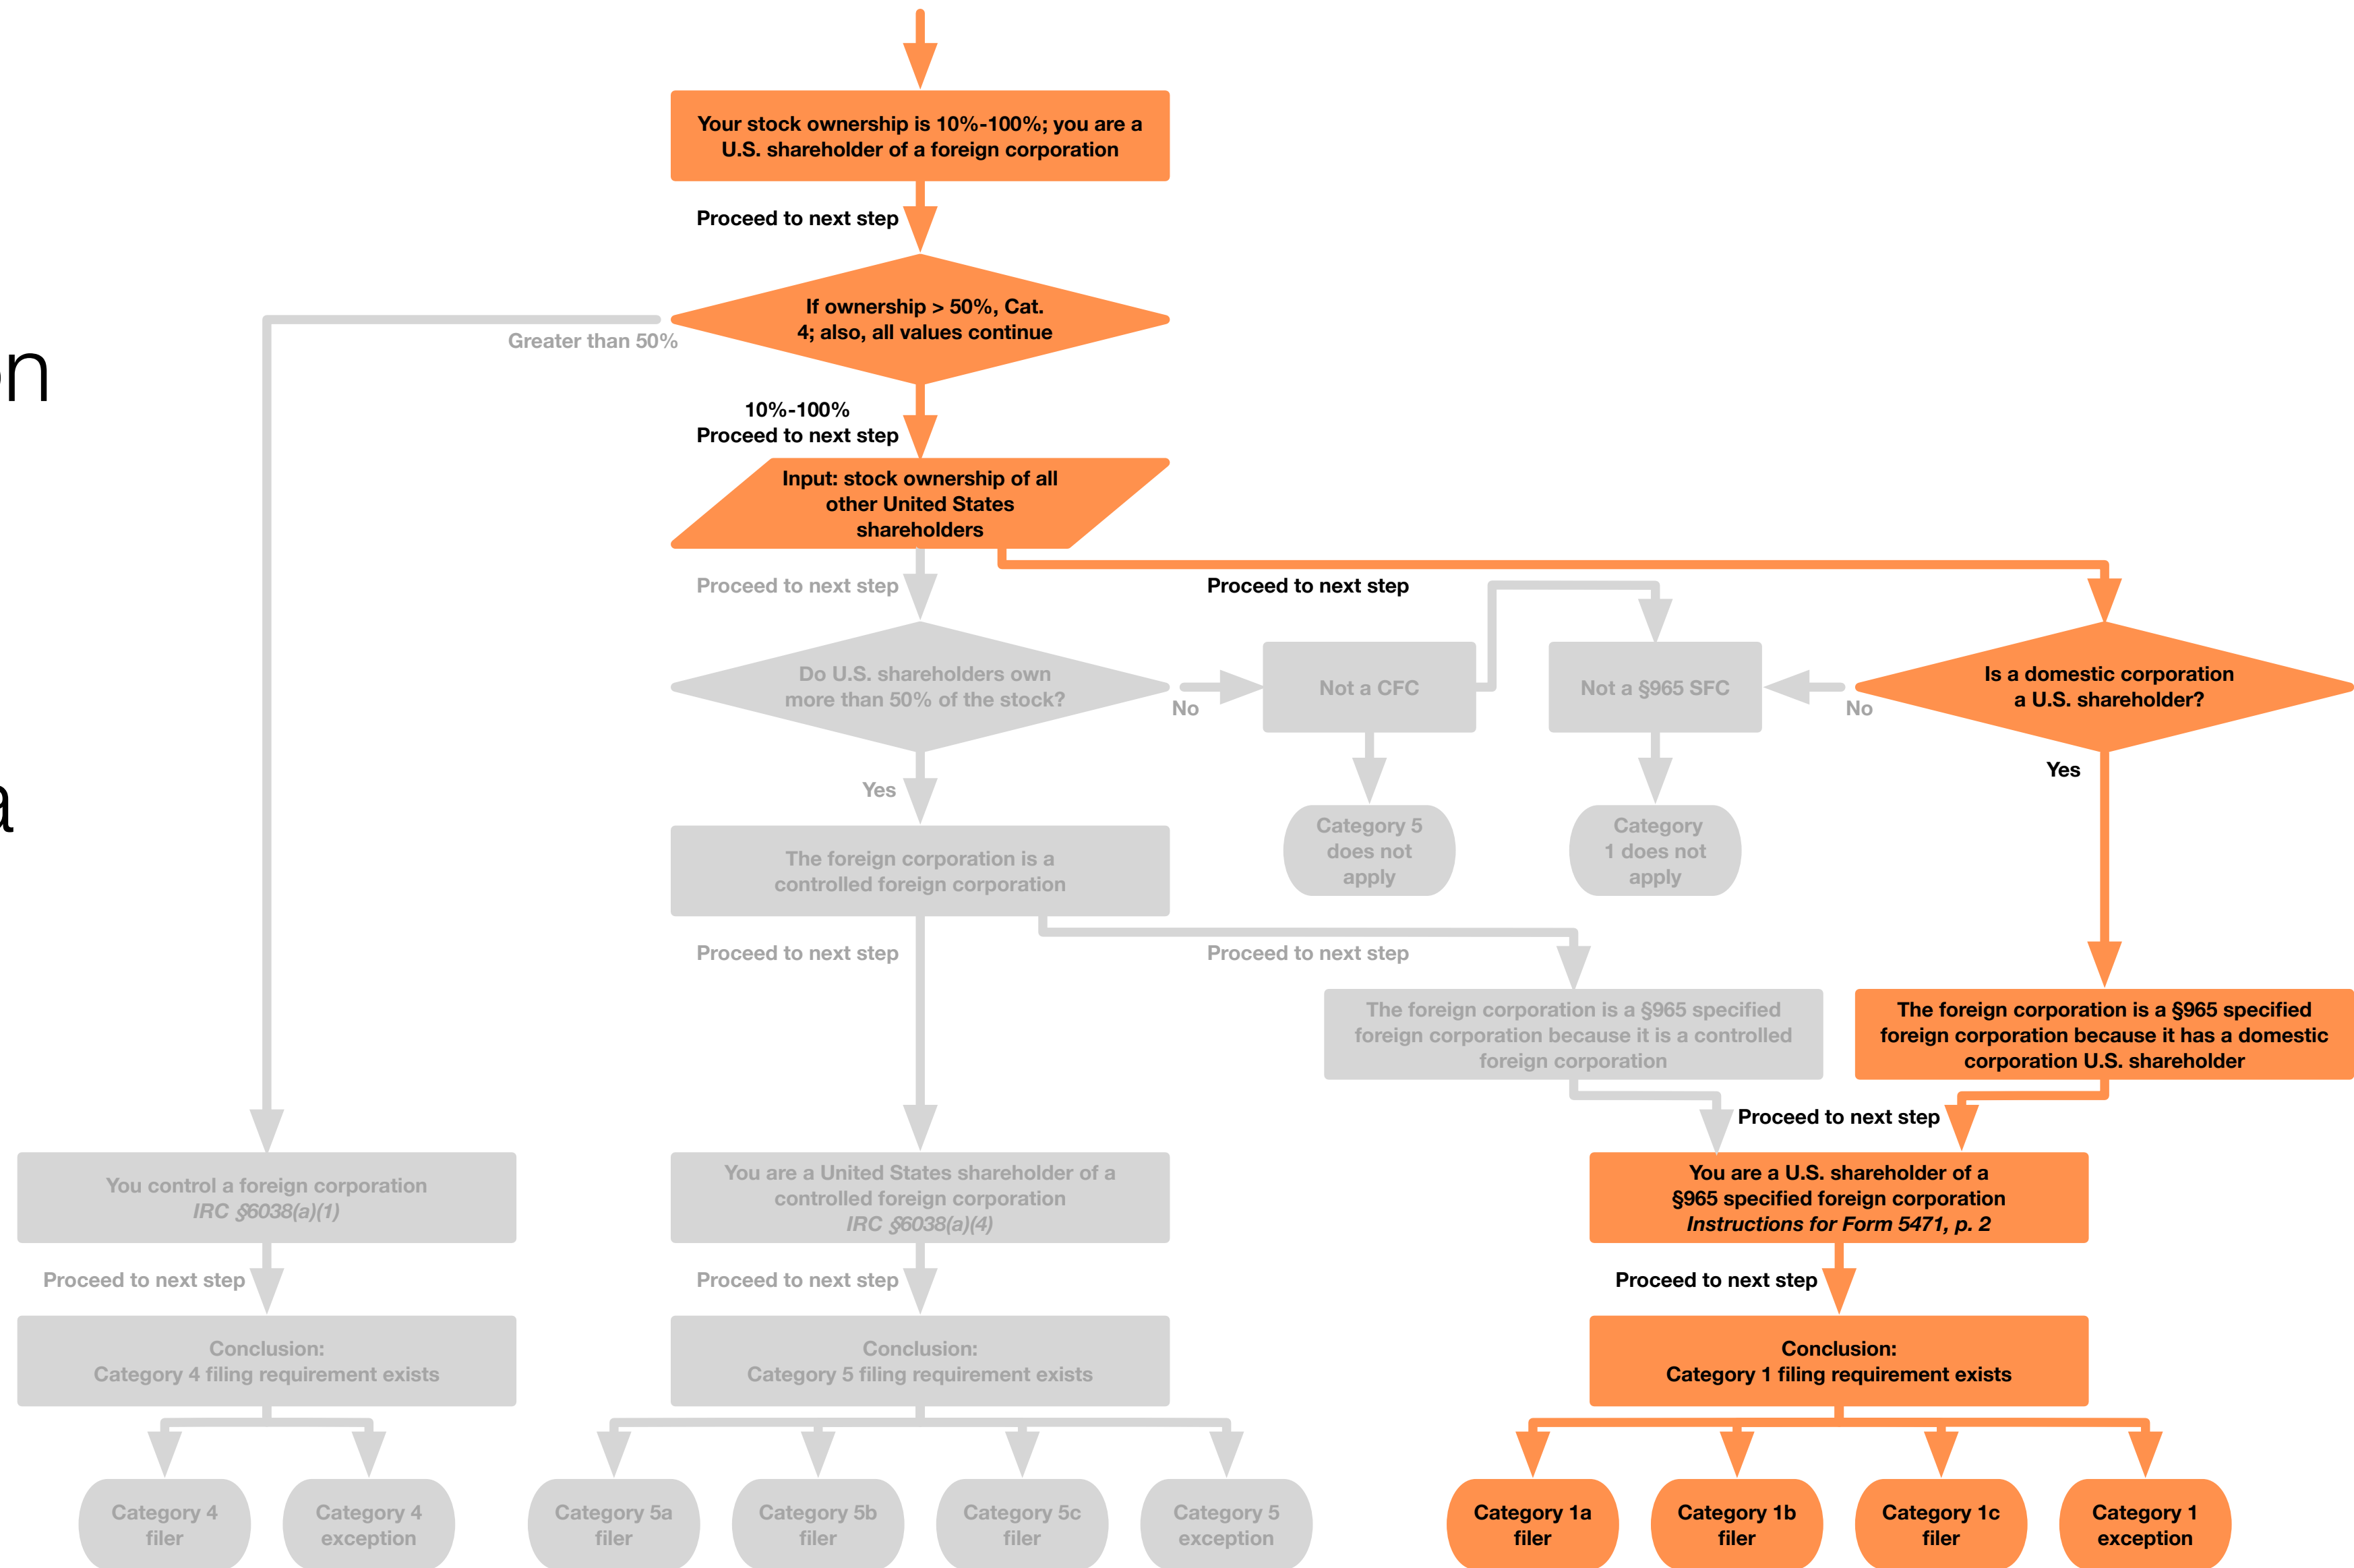 Your stock ownership is 10%-100%; you are a
U.S. shareholder of a foreign corporation
Proceed to next step
If ownership > 50%, Cat.
4; also, all values continue
Greater than 50%
10%-100%
Proceed to next step
Input: stock ownership of all
other United States
shareholders
Proceed to next step
Proceed to next step
Do U.S. shareholders own
more than 50% of the stock?
No
Not a CFC
Not a §965 SFC
No
Is a domestic corporation
a U.S. shareholder?
Yes
Yes
Category 5
does not
apply
Category
1 does not
apply
The foreign corporation is a
controlled foreign corporation
Proceed to next step
Proceed to next step
The foreign corporation is a §965 specified
foreign corporation because it is a controlled
foreign corporation
The foreign corporation is a §965 specified
foreign corporation because it has a domestic
corporation U.S. shareholder
Proceed to next step
You control a foreign corporation
IRC §6038(a)(1)
You are a United States shareholder of a
controlled foreign corporation
IRC §6038(a)(4)
You are a U.S. shareholder of a
§965 specified foreign corporation
Instructions for Form 5471, p. 2
Proceed to next step
Proceed to next step
Proceed to next step
Conclusion:
Category 4 filing requirement exists
Conclusion:
Category 5 filing requirement exists
Conclusion:
Category 1 filing requirement exists
Category 4
filer
Category 4
exception
Category 5a
filer
Category 5b
filer
Category 5c
filer
Category 5
exception
Category 1a
filer
Category 1b
filer
Category 1c
filer
Category 1
exception